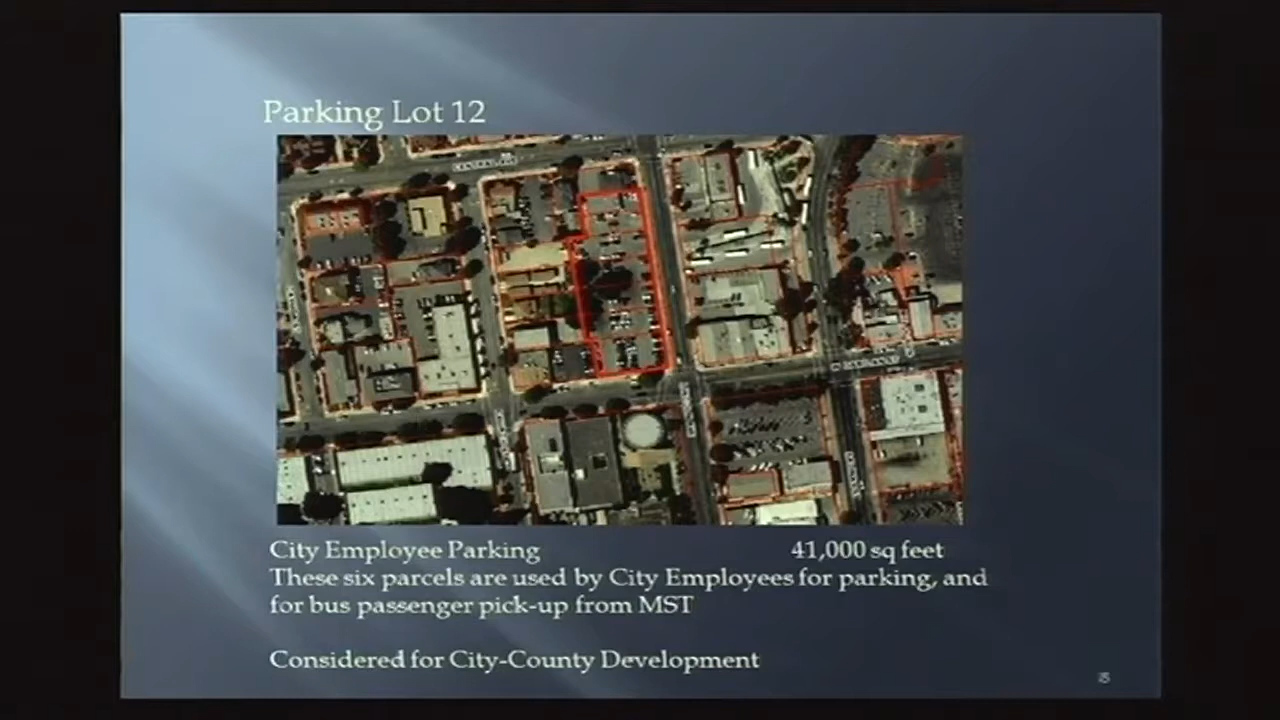 Parking Lot 12
City Employee Parking 41,000 sq feet
These six parcels are used by City Employees for parking, and
for bus passenger pick-up from MST
Considered for City-County Development